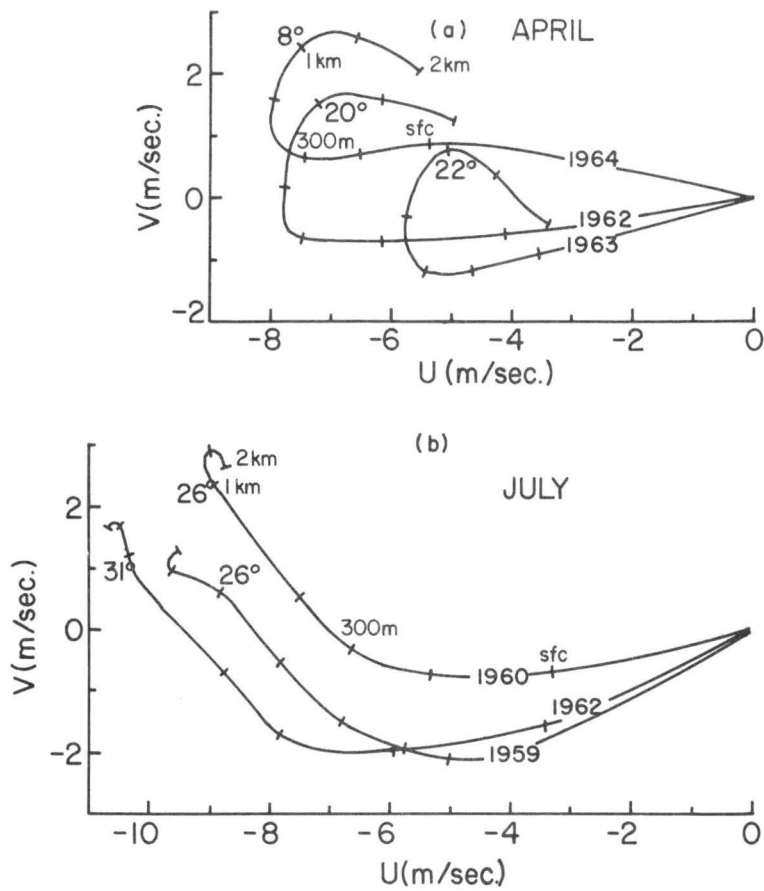 (a) APRIL
8°
1km
2km
20°
300m
sfc
22°
1964
1962
1963
2
0
-2
V(m/sec.)
-8 -6 -4 -2 0
U (m/sec.)
(b)
JULY
2km
26° 1km
31°
26°
300m
sfc
1960
1962
1959
2
0
-2
V(m/sec.)
-10 -8 -6 -4 -2 0
U(m/sec.)